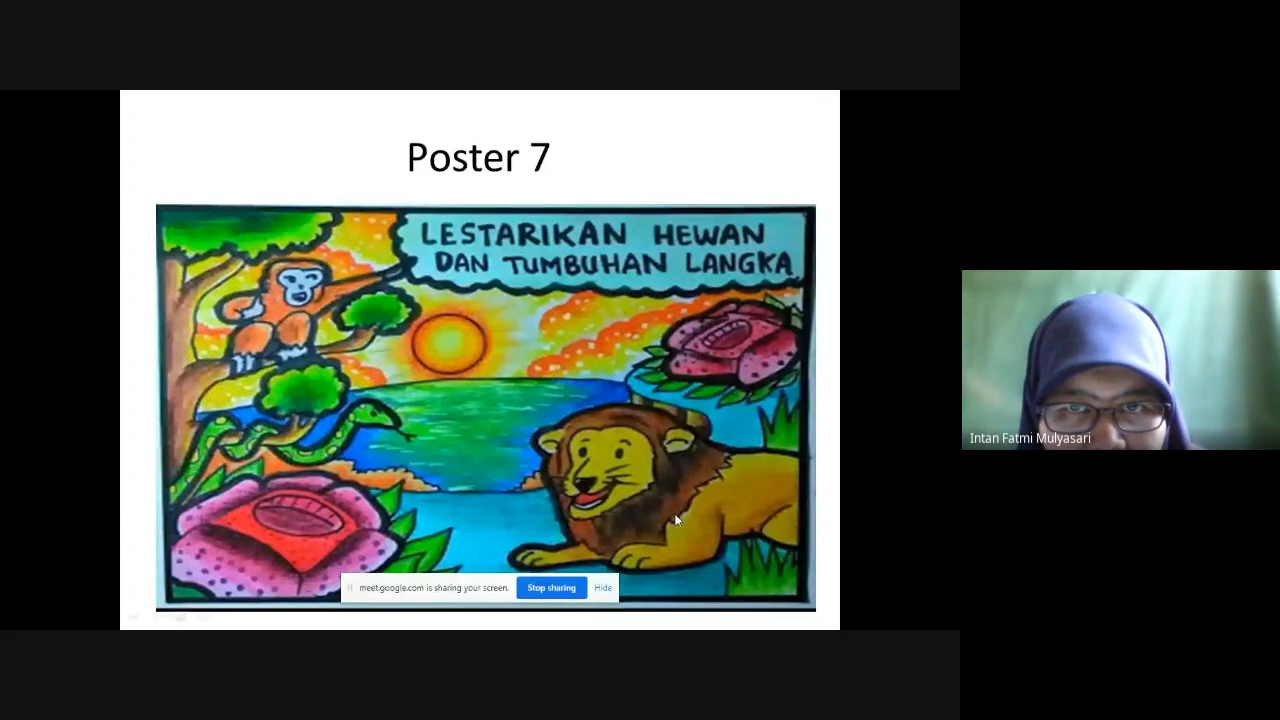 Poster 7
LESTARIKAN HEWAN
DAN TUMBUHAN LANGKA
meet.google.com is sharing your screen.
Stop sharing
Hide
Intan Fatmi Mulyasari